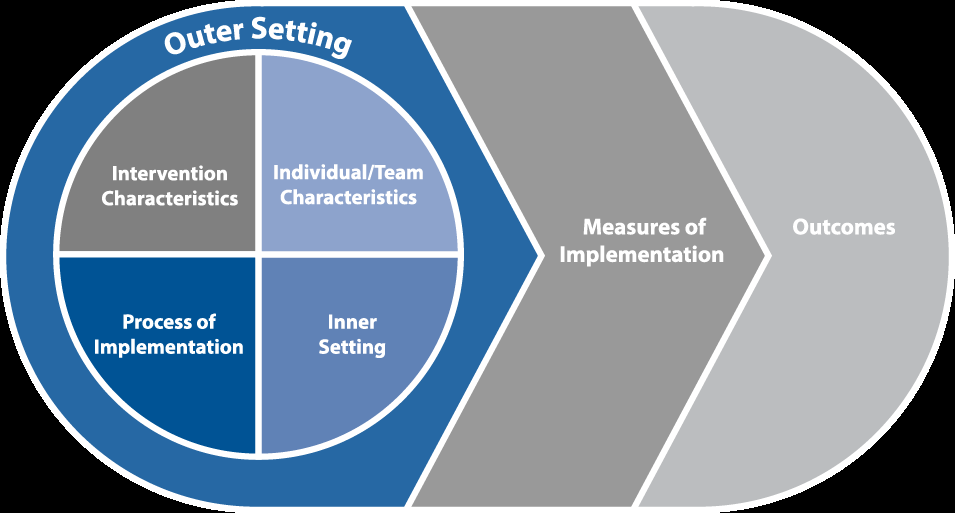 Outer Setting
Intervention
Characteristics
Individual/Team
Characteristics
Process of
Implementation
Inner
Setting
Measures of
Implementation
Outcomes